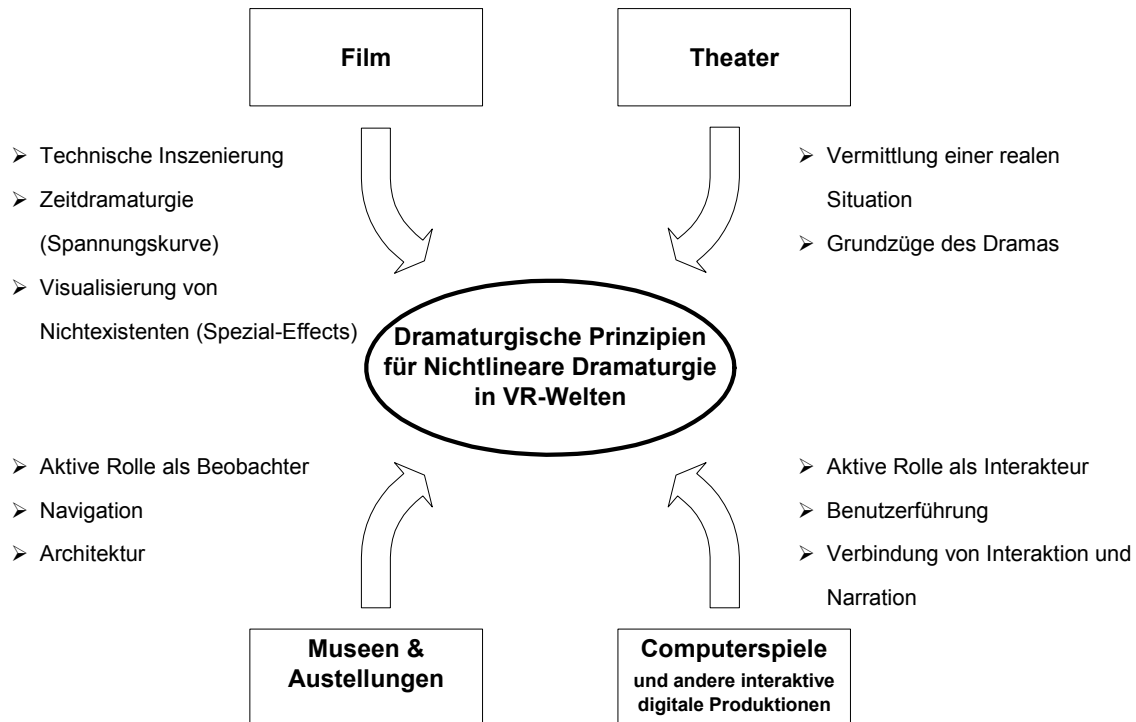 Film
Theater
➢ Technische Inszenierung
➢ Zeitdramaturgie
(Spannungskurve)
➢ Visualisierung von
Nichtexistenten (Spezial-Effects)
➢ Vermittlung einer realen
Situation
➢ Grundzüge des Dramas
Dramaturgische Prinzipien
für Nichtlineare Dramaturgie
in VR-Welten
➢ Aktive Rolle als Beobachter
➢ Navigation
➢ Architektur
➢ Aktive Rolle als Interakteur
➢ Benutzerführung
➢ Verbindung von Interaktion und
Narration
Museen &
Austellungen
Computerspiele
und andere interaktive
digitale Produktionen